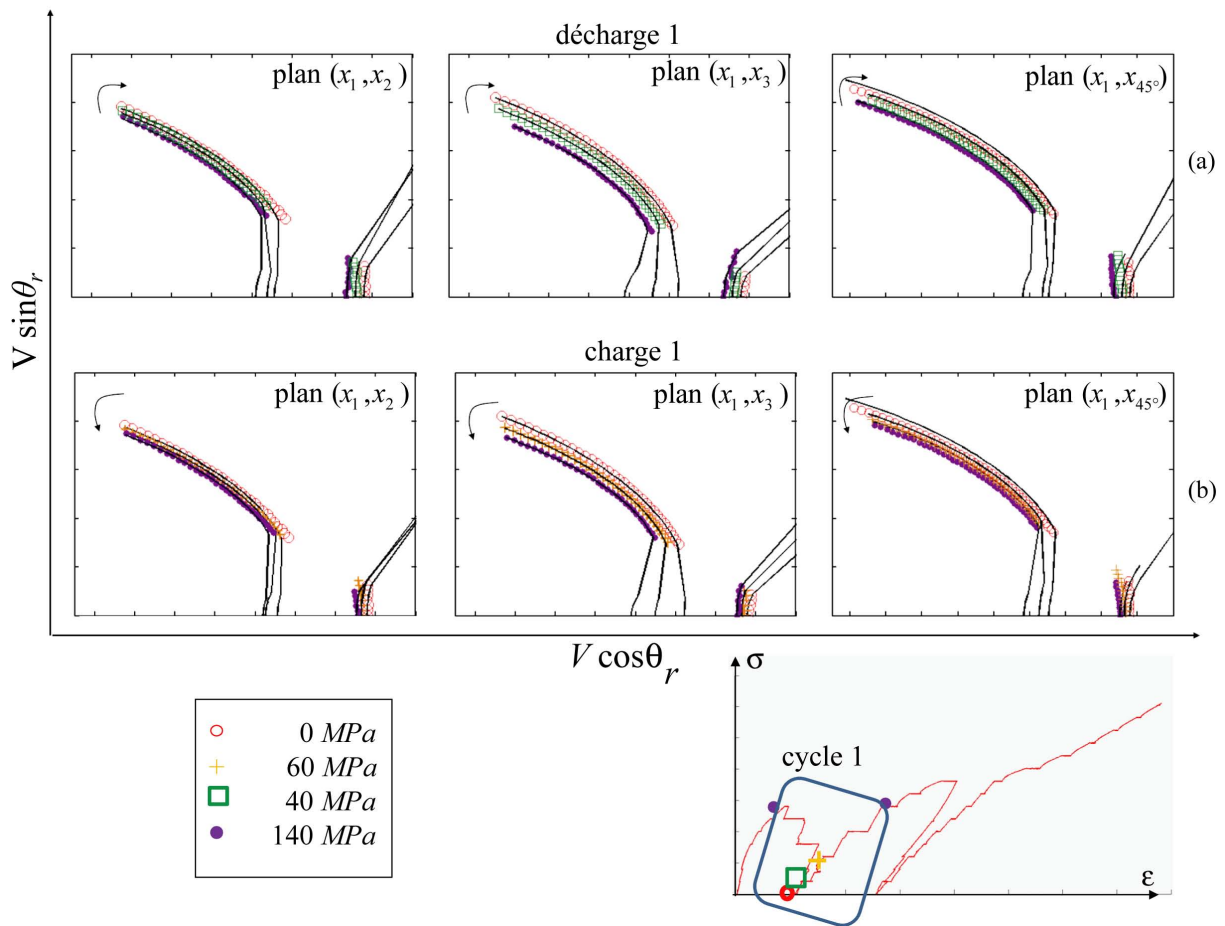 décharge 1
plan (x₁ ,x₂ )
plan (x₁ ,x₃ )
plan (x₁ ,x₄₅°)
(a)
V sinθᵣ
charge 1
plan (x₁ ,x₂ )
plan (x₁ ,x₃ )
plan (x₁ ,x₄₅°)
(b)
V cosθᵣ
0 MPa
60 MPa
40 MPa
140 MPa
σ
cycle 1
ε